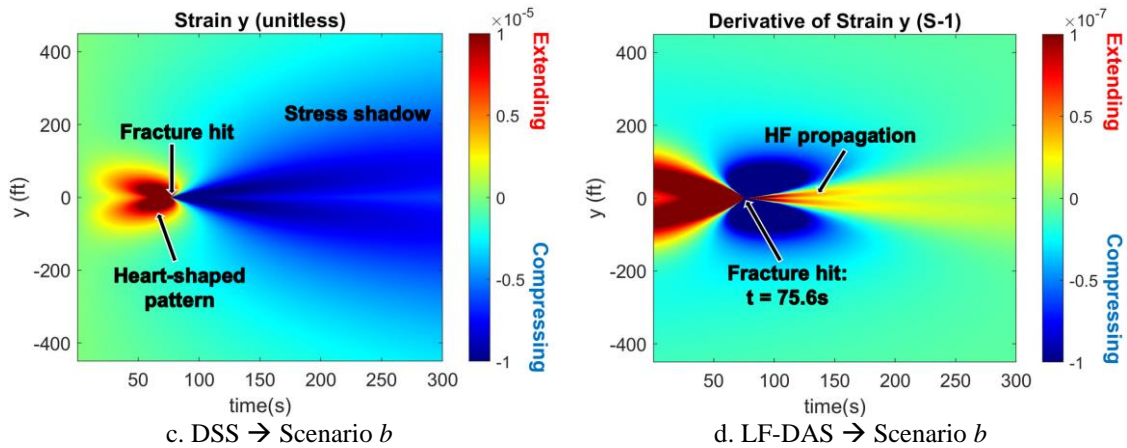 Strain y (unitless)
×10⁻⁵
400
200
0
-200
-400
y (ft)
50
100
150
200
250
300
time(s)
Fracture hit
Stress shadow
Heart-shaped
pattern
1
0.5
0
-0.5
-1
Extending
Compressing
c. DSS → Scenario b
Derivative of Strain y (S-1)
×10⁻⁷
400
200
0
-200
-400
y (ft)
50
100
150
200
250
300
time(s)
HF propagation
Fracture hit:
t = 75.6s
1
0.5
0
-0.5
-1
Extending
Compressing
d. LF-DAS → Scenario b